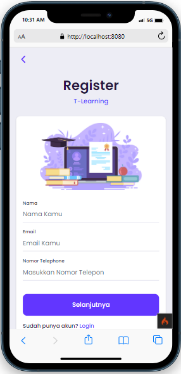 10:31 AM
5G
AA http://localhost:8080
Register
T-Learning
Nama
Nama Kamu
Email
Email Kamu
Nomor Telephone
Masukkan Nomor Telepon
Selanjutnya
Sudah punya akun? Login